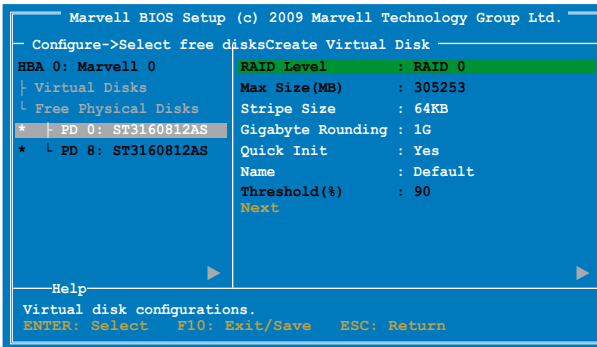 Marvell BIOS Setup (c) 2009 Marvell Technology Group Ltd.
Configure->Select free disksCreate Virtual Disk
HBA 0: Marvell 0
Virtual Disks
Free Physical Disks
* PD 0: ST3160812AS
* PD 8: ST3160812AS
RAID Level : RAID 0
Max Size(MB) : 305253
Stripe Size : 64KB
Gigabyte Rounding : 1G
Quick Init : Yes
Name : Default
Threshold(%) : 90
Next
Help
Virtual disk configurations.
ENTER: Select F10: Exit/Save ESC: Return